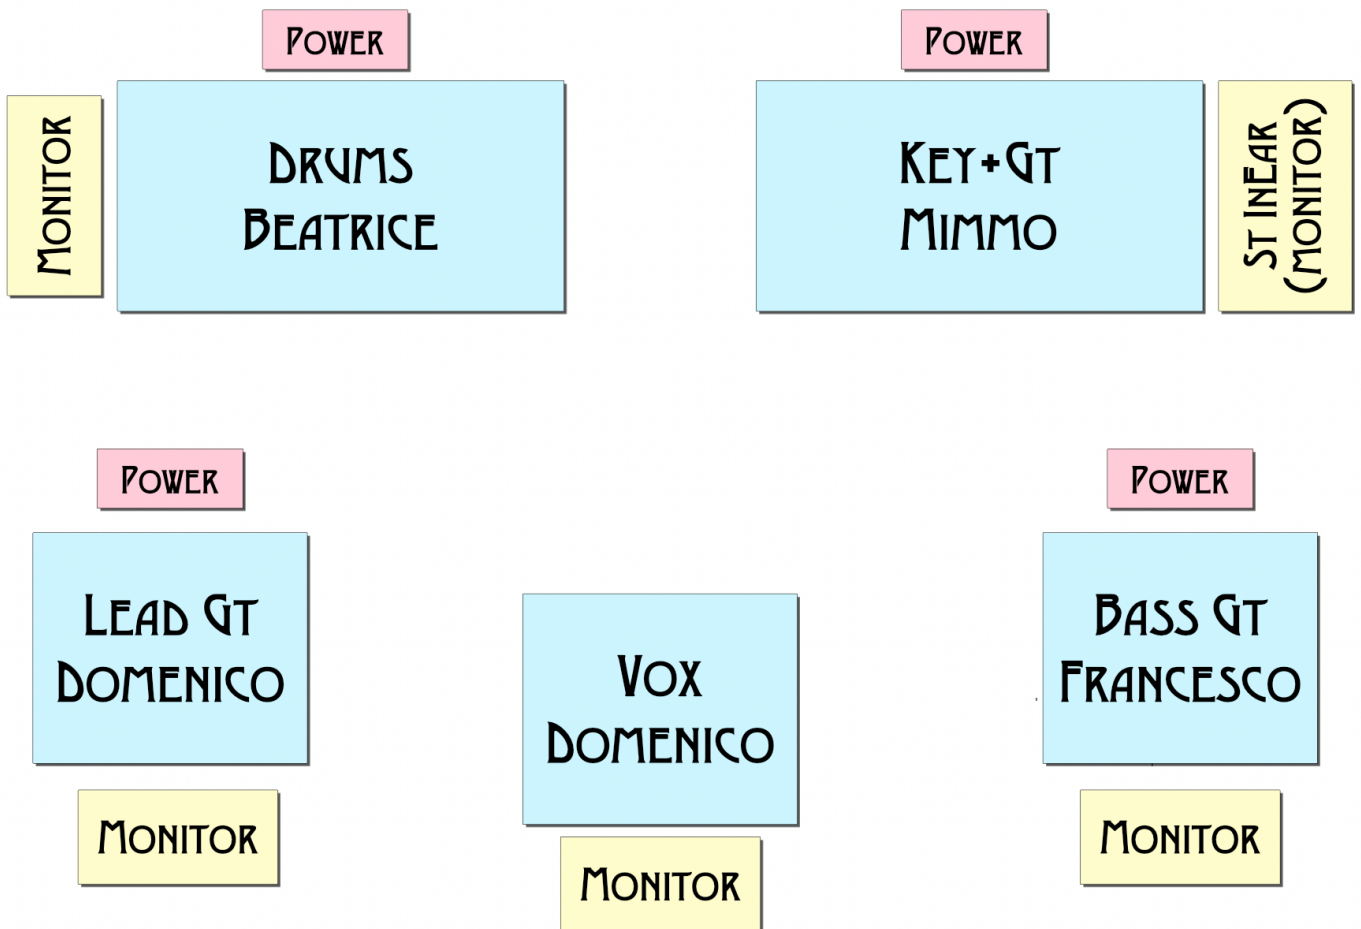 Power
Power
Monitor
Drums
Beatrice
Key+Gt
Mimmo
St InEar
(monitor)
Power
Power
Lead Gt
Domenico
Vox
Domenico
Bass Gt
Francesco
Monitor
Monitor
Monitor